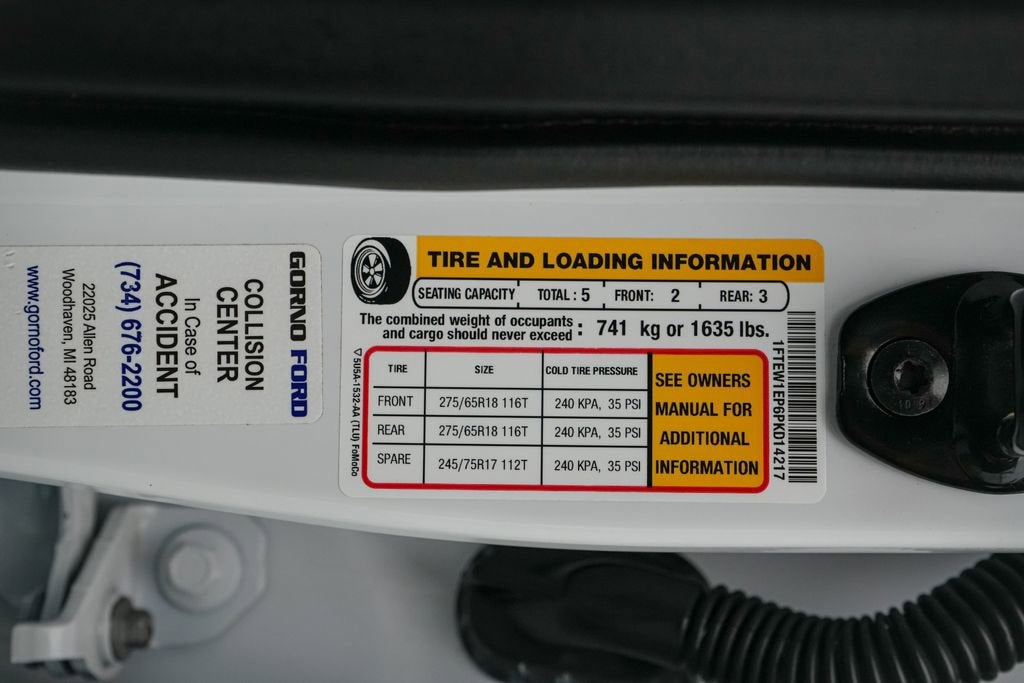 GORNO FORD
COLLISION
CENTER
In Case of
ACCIDENT
(734) 676-2200
22025 Allen Road
Woodhaven, MI 48183
www.gornoford.com
TIRE AND LOADING INFORMATION
SEATING CAPACITY TOTAL : 5 FRONT: 2 REAR: 3
The combined weight of occupants
and cargo should never exceed : 741 kg or 1635 lbs.
TIRE SIZE COLD TIRE PRESSURE
FRONT 275/65R18 116T 240 KPA, 35 PSI
REAR 275/65R18 116T 240 KPA, 35 PSI
SPARE 245/75R17 112T 240 KPA, 35 PSI
SEE OWNERS
MANUAL FOR
ADDITIONAL
INFORMATION
5U5A-1532-AA (TLU) FoMoCo
1FTEW1EP6PKD14217